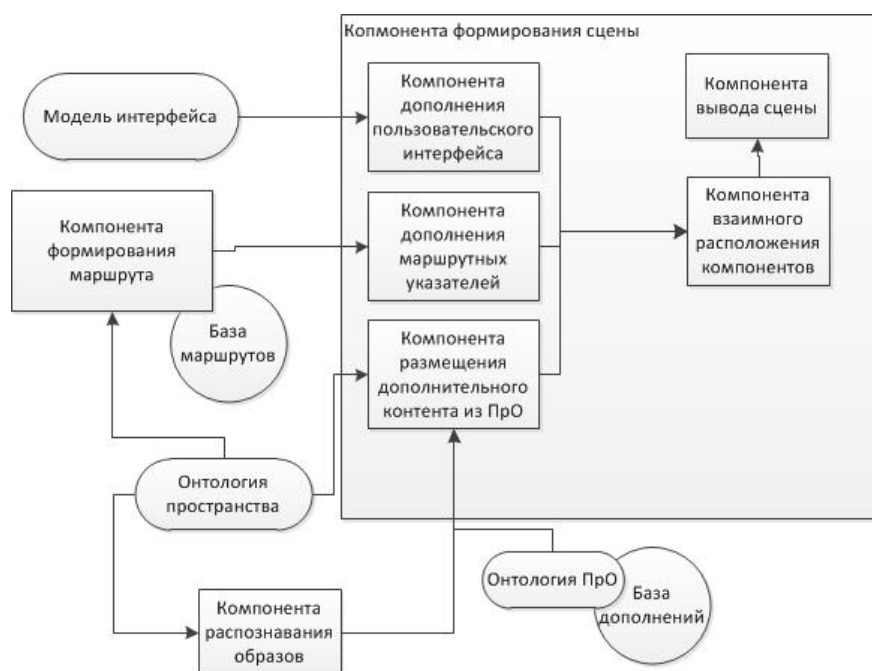 Копмонента формирования сцены
Модель интерфейса
Компонента
дополнения
пользовательского
интерфейса
Компонента
вывода сцены
Компонента
формирования
маршрута
Компонента
дополнения
маршрутных
указателей
Компонента
взаимного
расположения
компонентов
База
маршрутов
Компонента
размещения
дополнительного
контента из ПрО
Онтология
пространства
Онтология ПрО
База
дополнений
Компонента
распознавания
образов